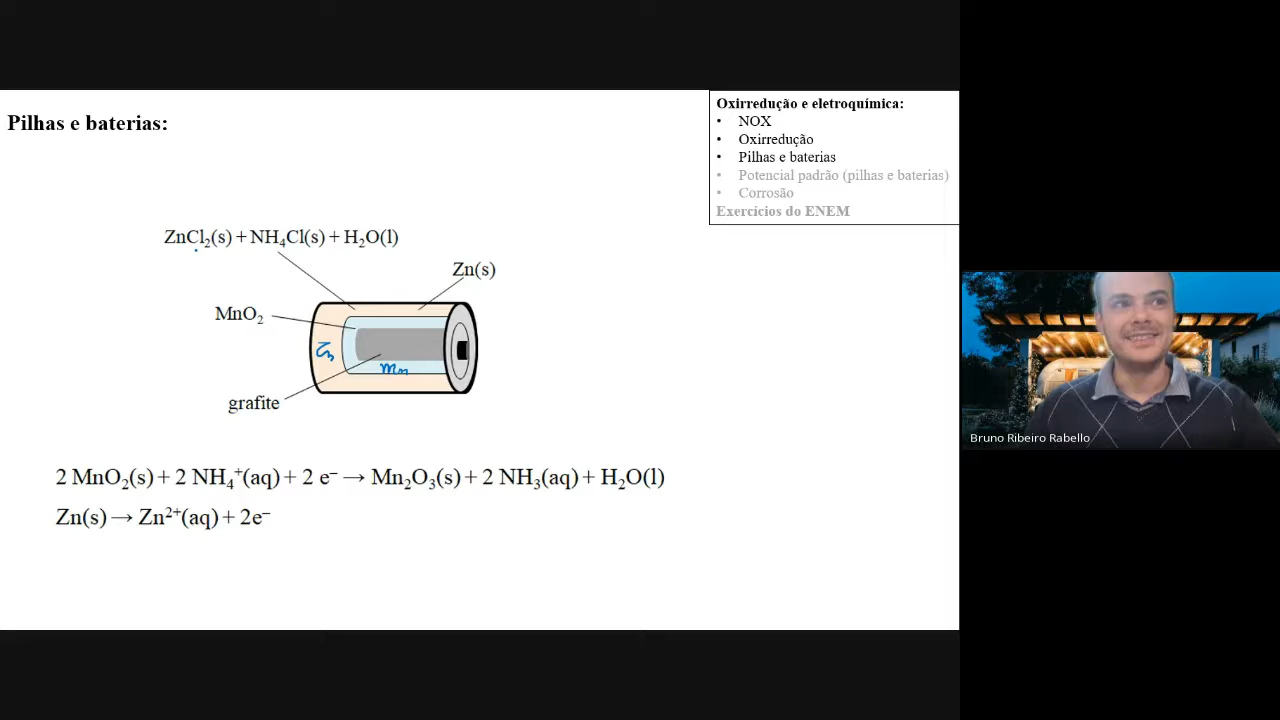 Pilhas e baterias:
Oxirredução e eletroquímica:
• NOX
• Oxirredução
• Pilhas e baterias
• Potencial padrão (pilhas e baterias)
• Corrosão
Exercícios do ENEM
ZnCl₂(s) + NH₄Cl(s) + H₂O(l)
Zn(s)
MnO₂
Zn
Mn
grafite
2 MnO₂(s) + 2 NH₄⁺(aq) + 2 e⁻ → Mn₂O₃(s) + 2 NH₃(aq) + H₂O(l)
Zn(s) → Zn²⁺(aq) + 2e⁻
Bruno Ribeiro Rabello